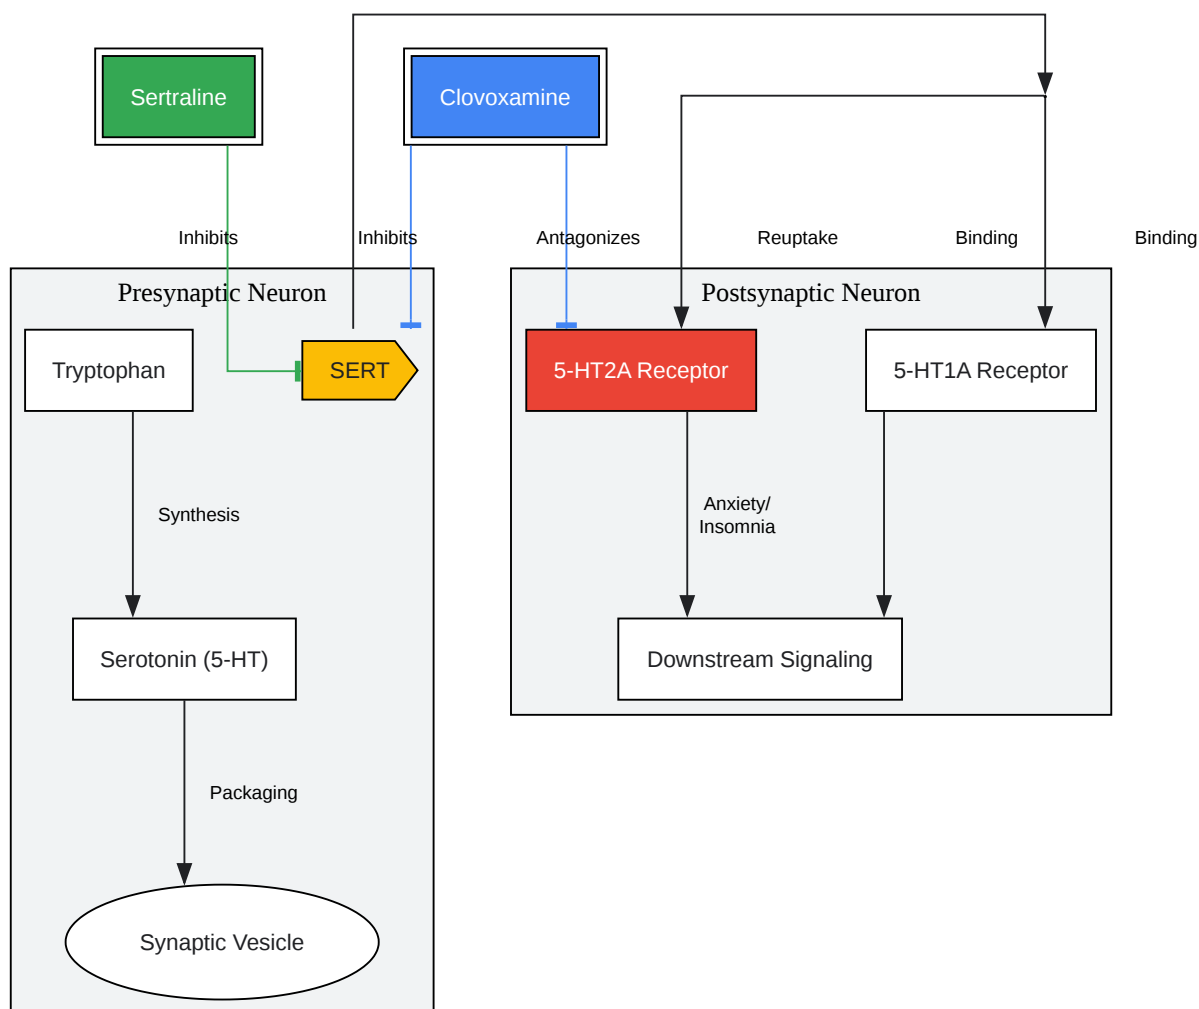 Sertraline
Clovoxamine
Inhibits
Inhibits
Antagonizes
Reuptake
Binding
Binding
Presynaptic Neuron
Postsynaptic Neuron
Tryptophan
SERT
5-HT2A Receptor
5-HT1A Receptor
Synthesis
Anxiety/
Insomnia
Serotonin (5-HT)
Downstream Signaling
Packaging
Synaptic Vesicle